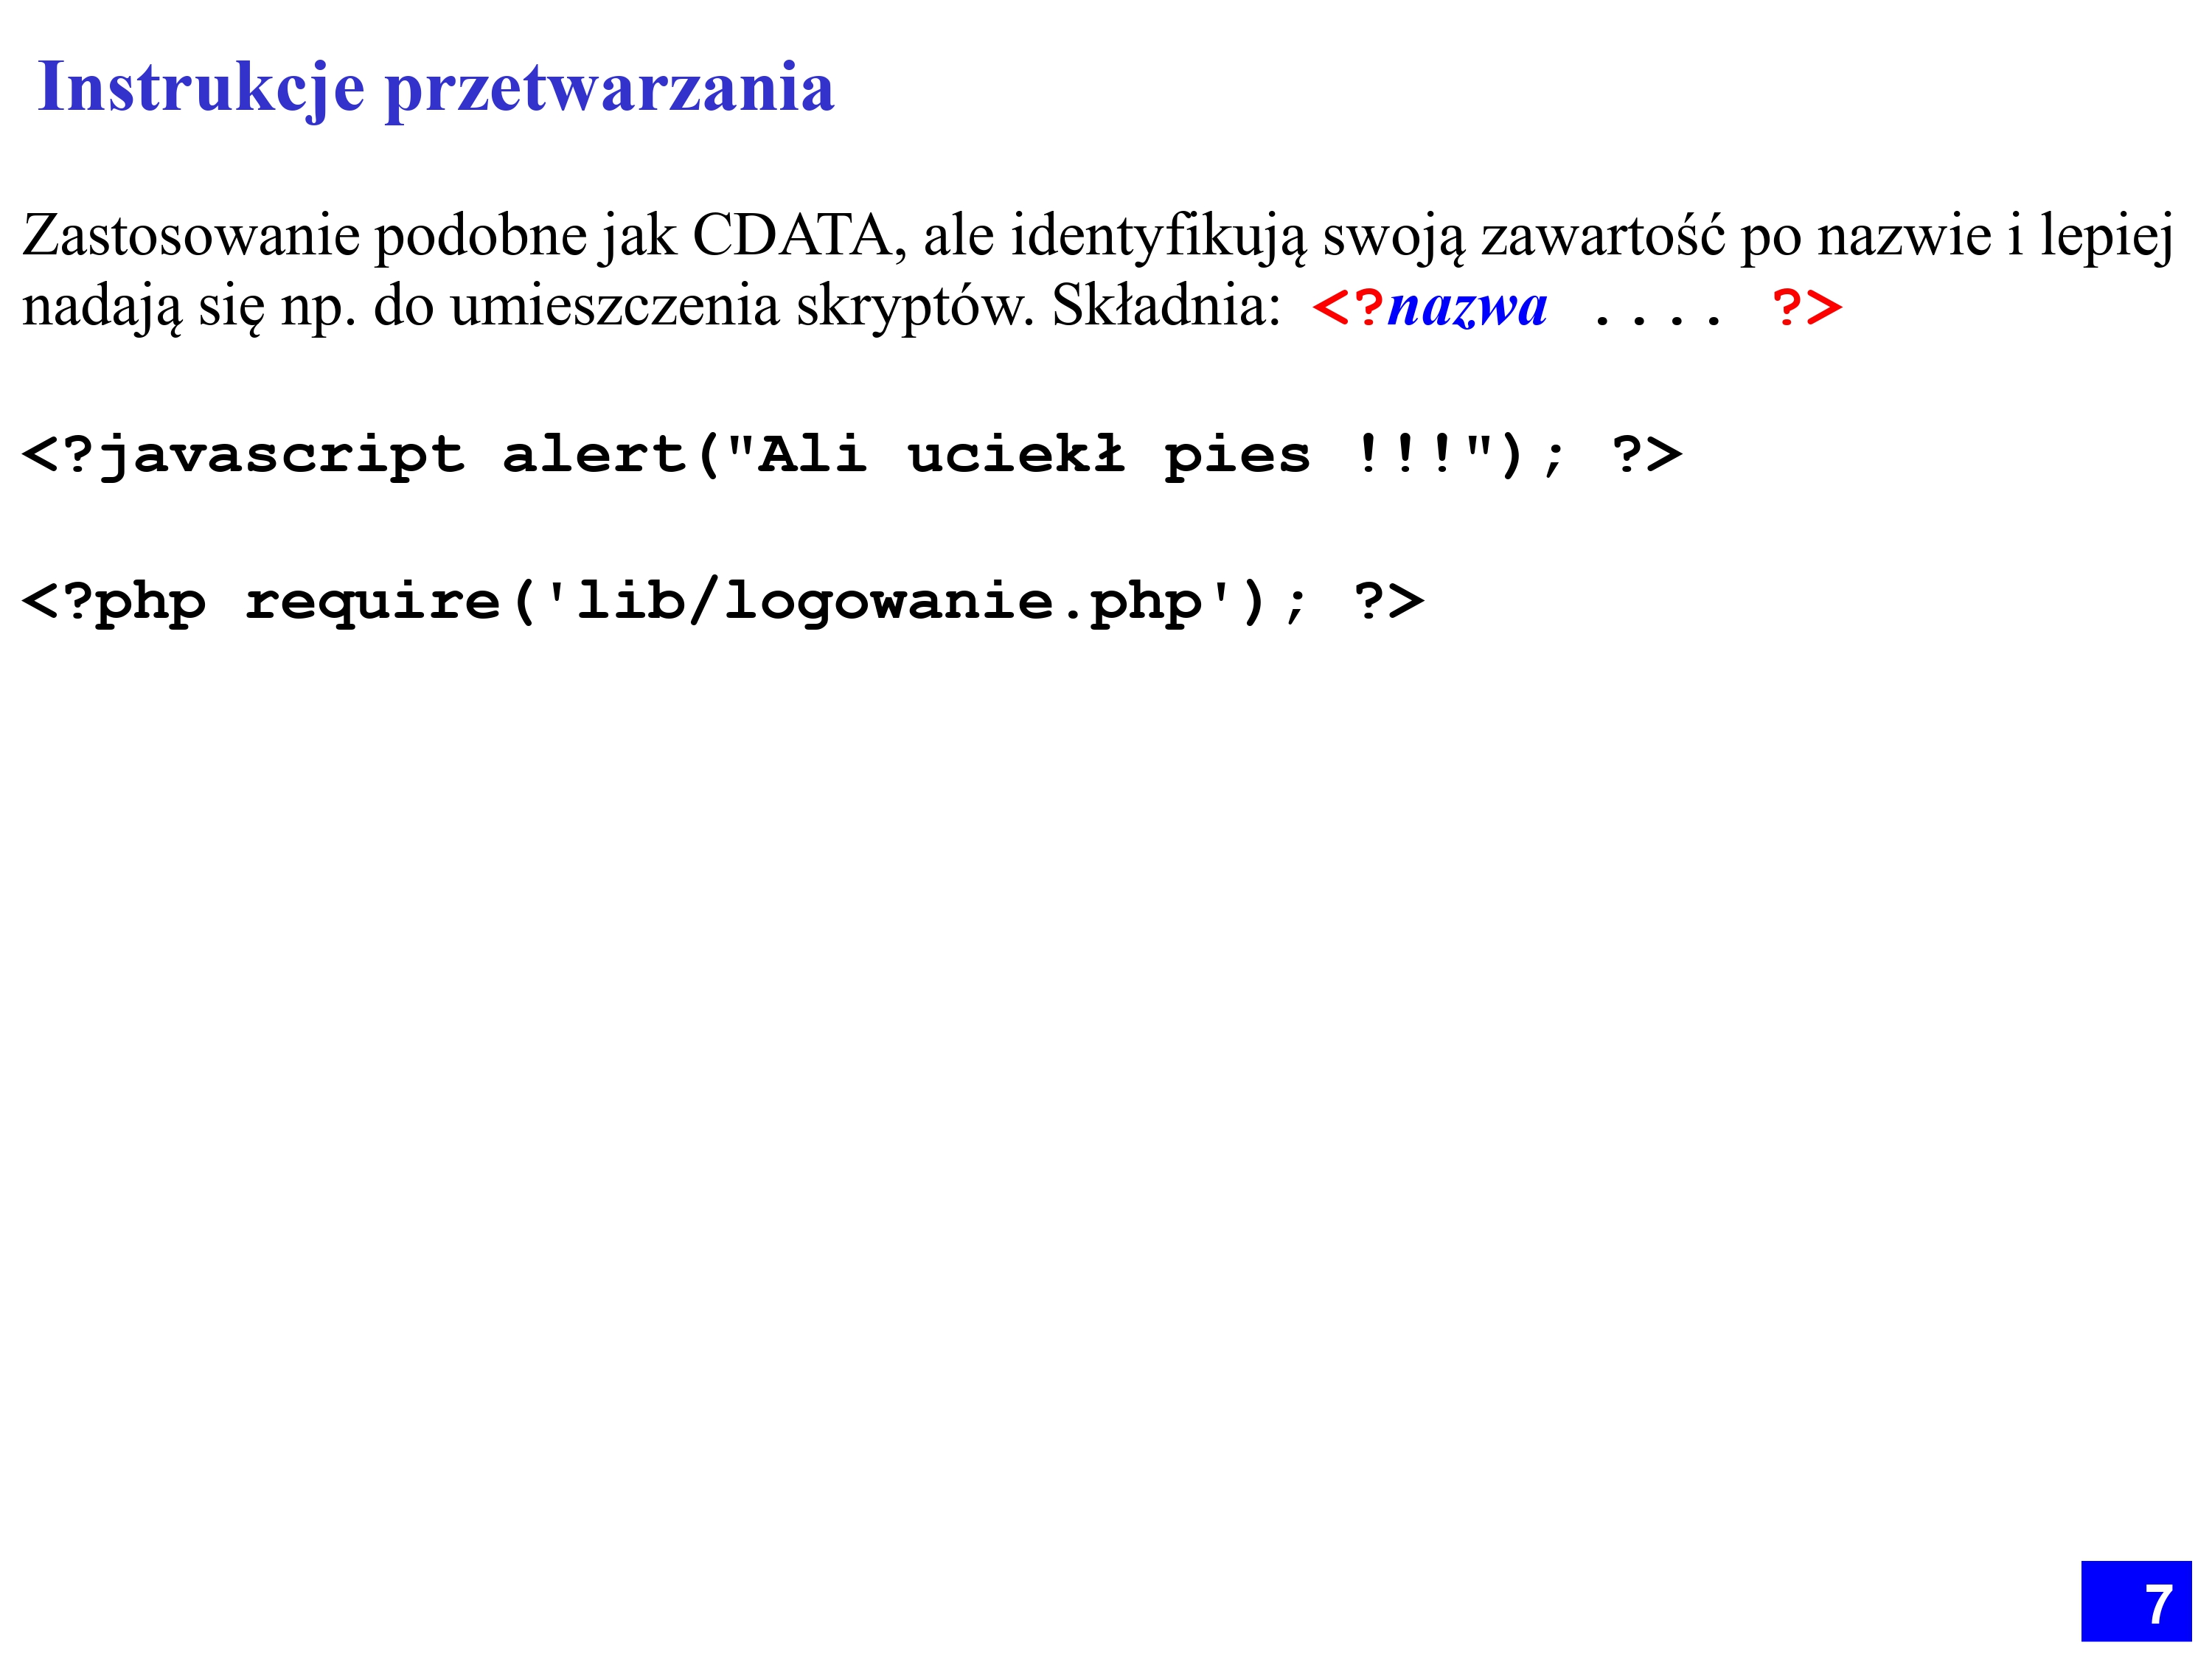 Instrukcje przetwarzania
Zastosowanie podobne jak CDATA, ale identyfikują swoją zawartość po nazwie i lepiej
nadają się np. do umieszczenia skryptów. Składnia: <?nazwa .... ?>
<?javascript alert("Ali uciekł pies !!!"); ?>
<?php require('lib/logowanie.php'); ?>
7